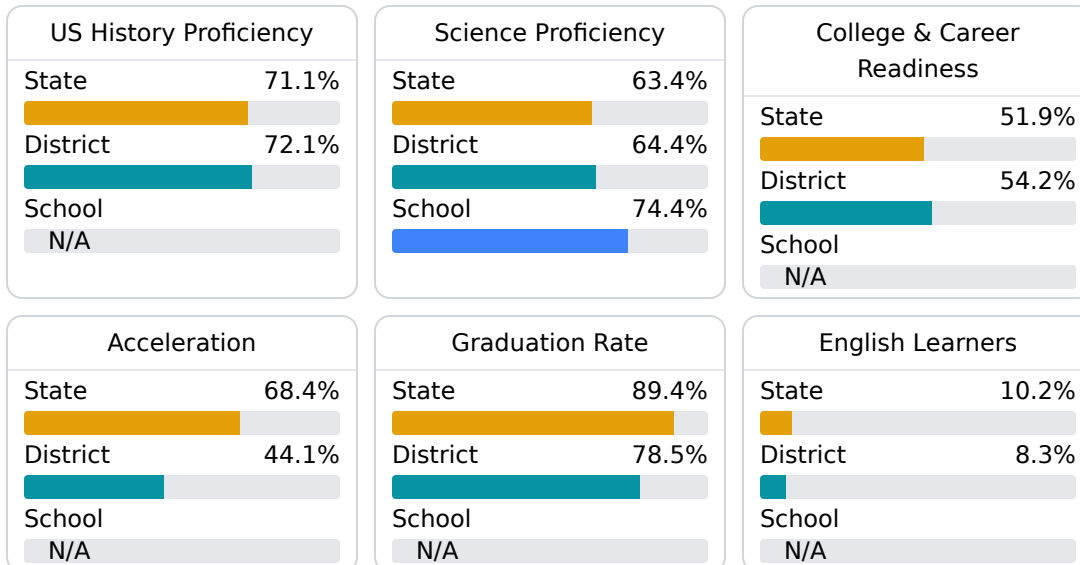 US History Proficiency
State 71.1%
District 72.1%
School
N/A
Science Proficiency
State 63.4%
District 64.4%
School 74.4%
College & Career
Readiness
State 51.9%
District 54.2%
School
N/A
Acceleration
State 68.4%
District 44.1%
School
N/A
Graduation Rate
State 89.4%
District 78.5%
School
N/A
English Learners
State 10.2%
District 8.3%
School
N/A